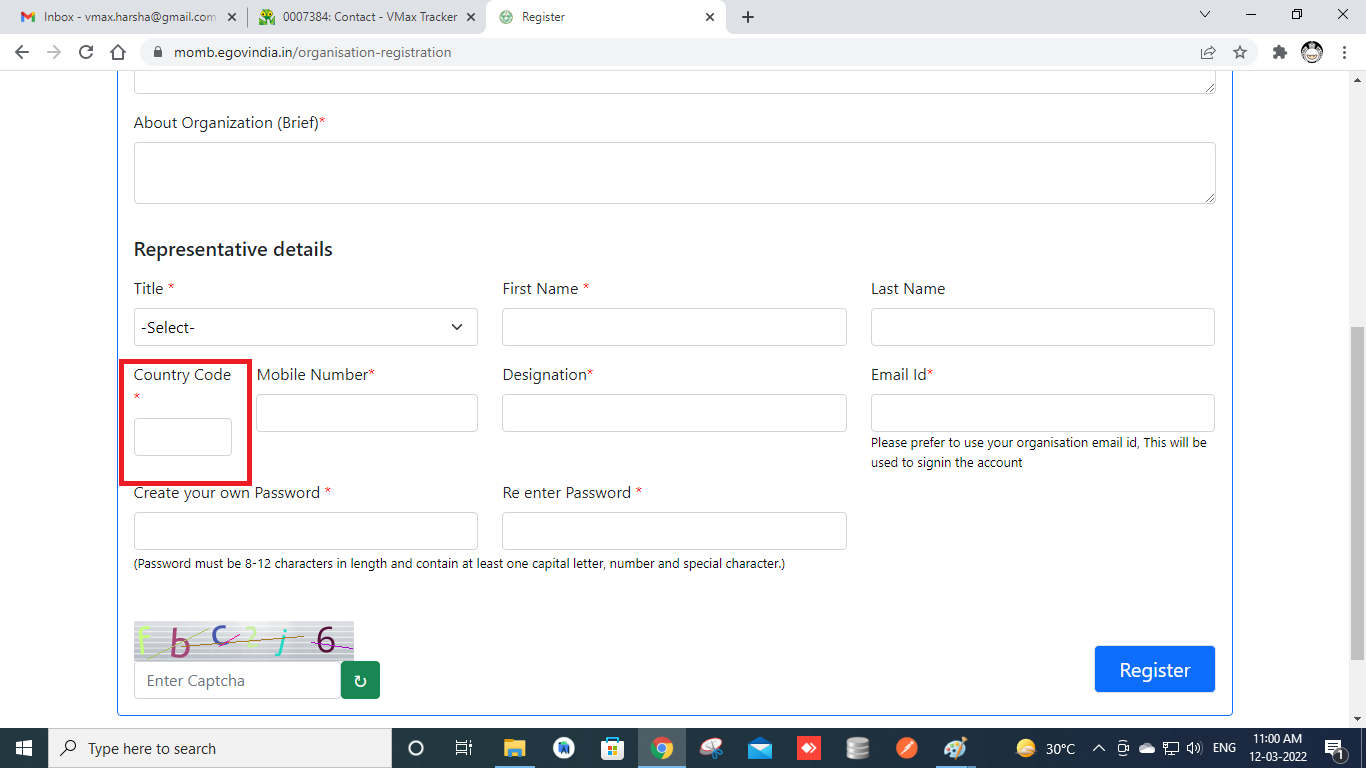 Inbox - vmax.harsha@gmail.com
0007384: Contact - VMax Tracker
Register
momb.egovindia.in/organisation-registration
About Organization (Brief)*
Representative details
Title *
First Name *
Last Name
-Select-
Country Code
*
Mobile Number*
Designation*
Email Id*
Please prefer to use your organisation email id, This will be
used to signin the account
Create your own Password *
Re enter Password *
(Password must be 8-12 characters in length and contain at least one capital letter, number and special character.)
f b c 2 j 6
Enter Captcha
Register
Type here to search
30°C
ENG
11:00 AM
12-03-2022
1